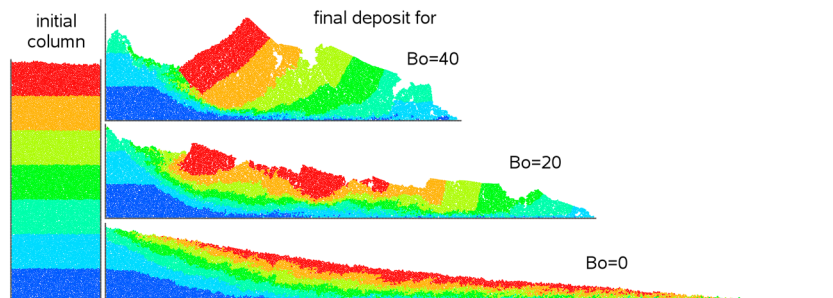 initial
column
final deposit for
Bo=40
Bo=20
Bo=0